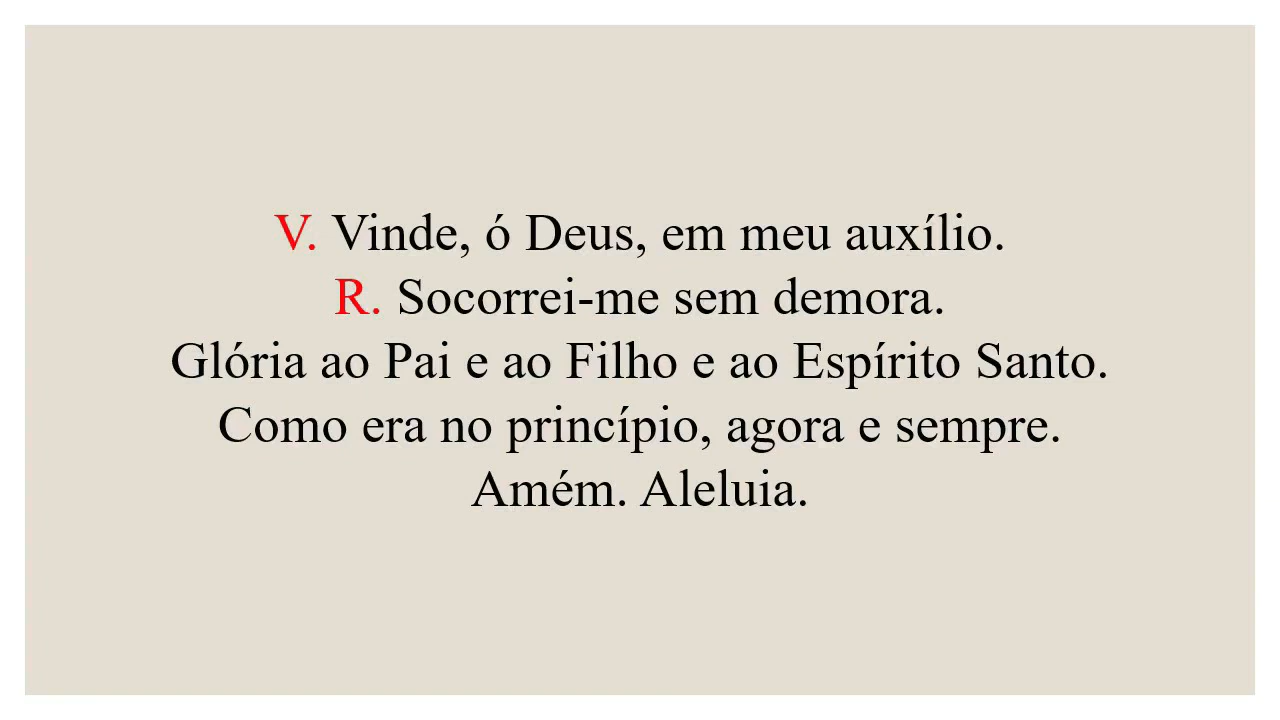 V. Vinde, ó Deus, em meu auxílio.
R. Socorrei-me sem demora.
Glória ao Pai e ao Filho e ao Espírito Santo.
Como era no princípio, agora e sempre.
Amém. Aleluia.